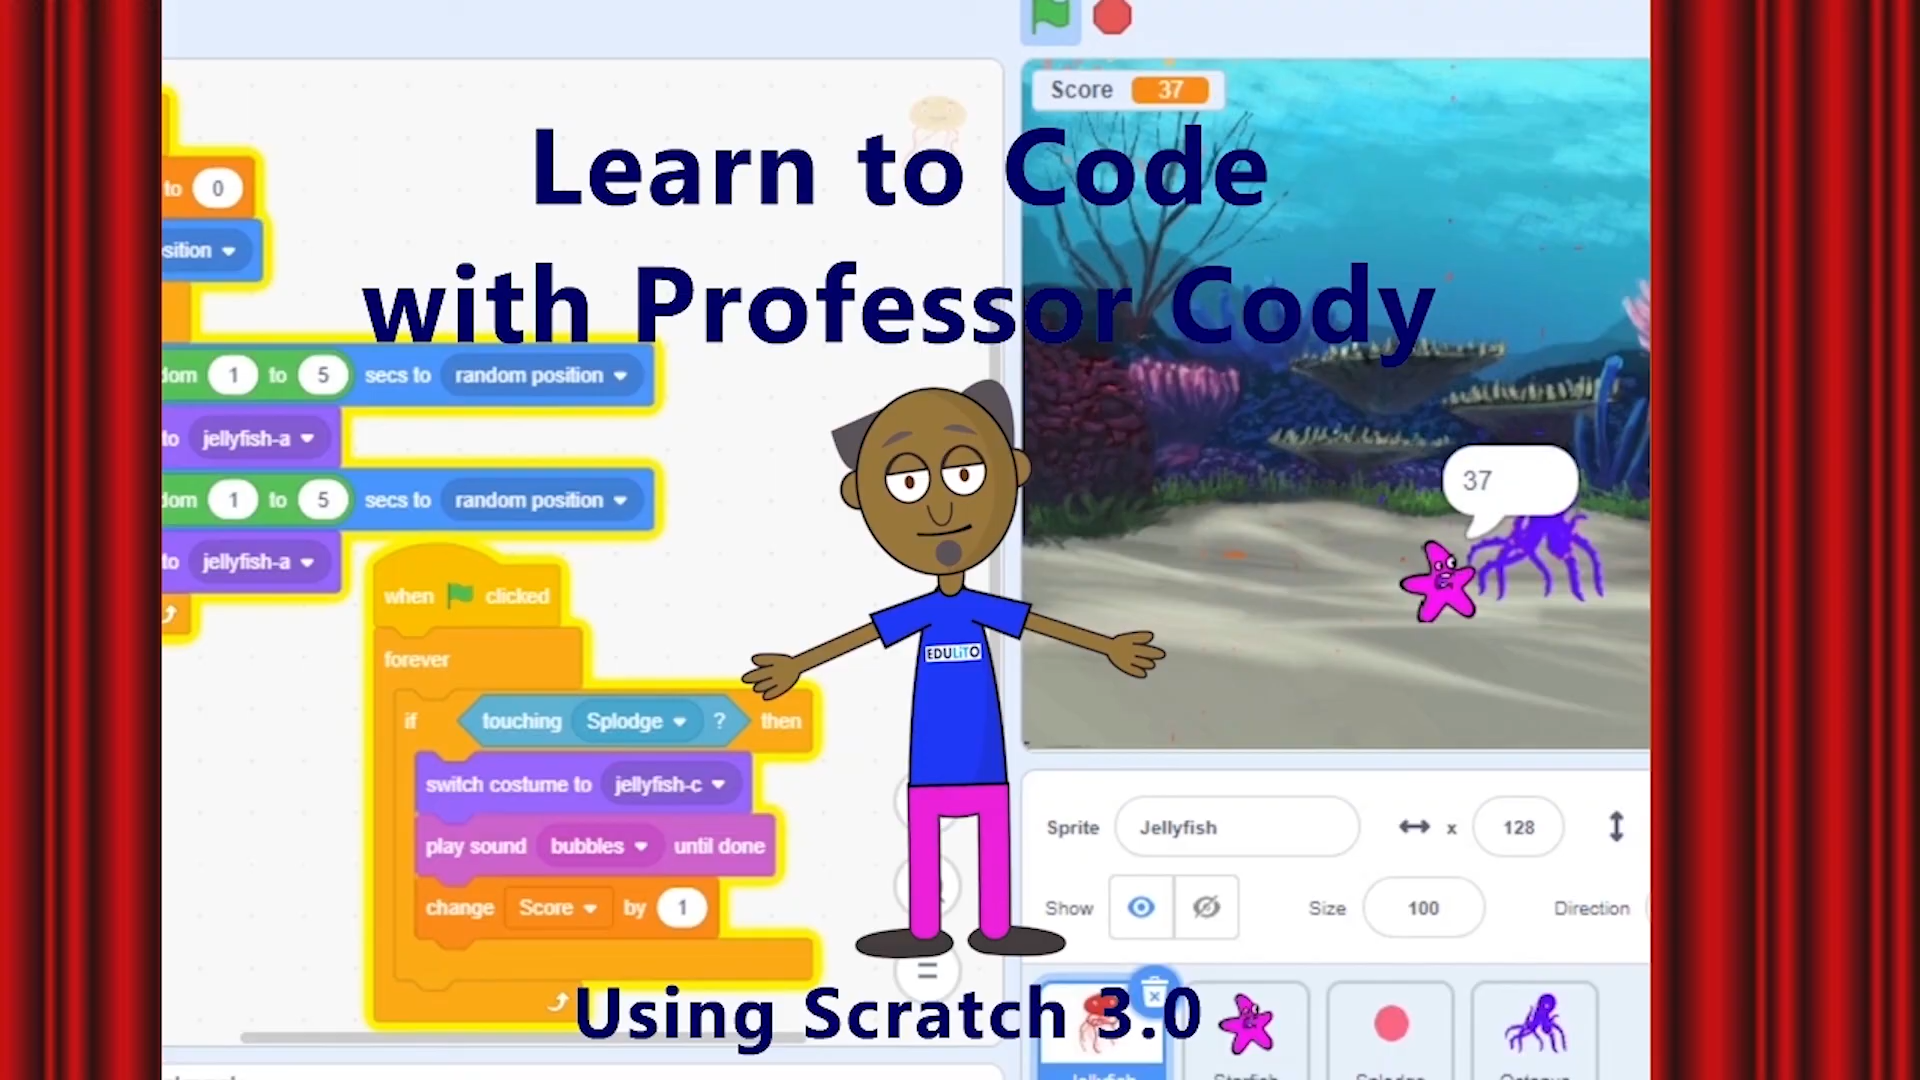 Score 37
Learn to Code
with Professor Cody
to 0
1 to 5 secs to random position
to jellyfish-a
1 to 5 secs to random position
to jellyfish-a
37
when clicked
forever
EDULITO
if touching Splodge ? then
switch costume to jellyfish-c
play sound bubbles until done
change Score by 1
Sprite Jellyfish x 128
Show Size 100 Direction
Using Scratch 3.0